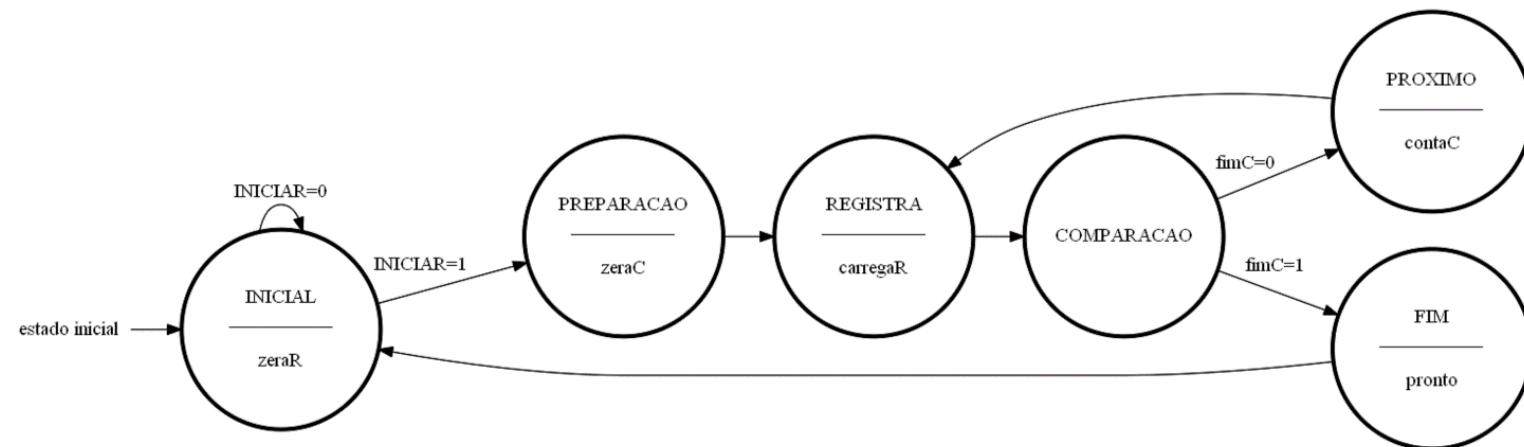 estado inicial
INICIAR=0
INICIAL
zeraR
INICIAR=1
PREPARACAO
zeraC
REGISTRA
carregaR
COMPARACAO
fimC=0
PROXIMO
contaC
fimC=1
FIM
pronto